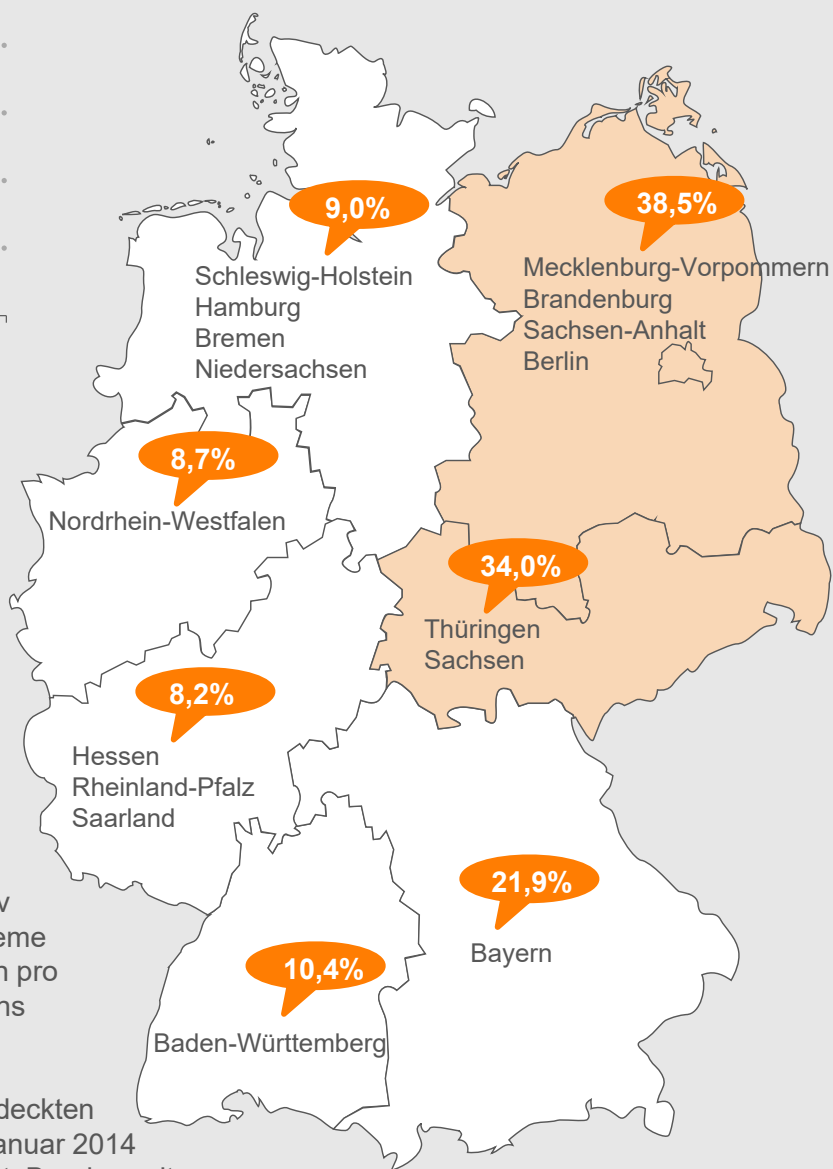 9,0%
Schleswig-Holstein
Hamburg
Bremen
Niedersachsen
38,5%
Mecklenburg-Vorpommern
Brandenburg
Sachsen-Anhalt
Berlin
8,7%
Nordrhein-Westfalen
34,0%
Thüringen
Sachsen
8,2%
Hessen
Rheinland-Pfalz
Saarland
21,9%
Bayern
10,4%
Baden-Württemberg
v
eme
n pro
ns
deckten
anuar 2014